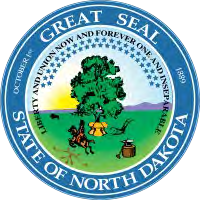 GREAT SEAL
OCTOBER 1ST
1889
LIBERTY AND UNION NOW AND FOREVER ONE AND INSEPARABLE
STATE OF NORTH DAKOTA